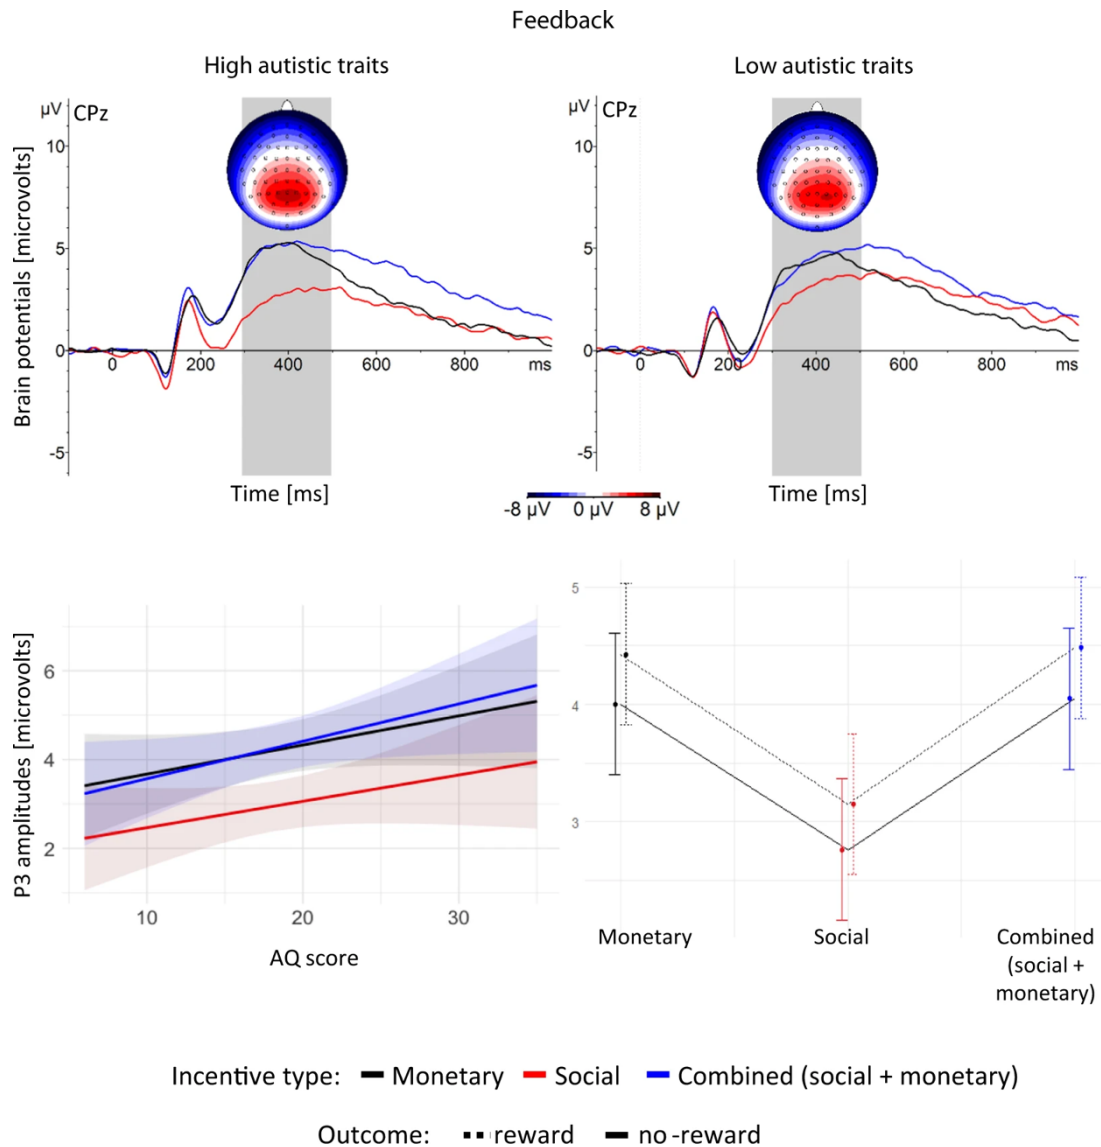 Feedback
High autistic traits
Low autistic traits
µV
CPz
10
5
0
-5
0
200
400
600
800
ms
Time [ms]
µV
CPz
10
5
0
-5
0
200
400
600
800
ms
Time [ms]
Brain potentials [microvolts]
-8 µV 0 µV 8 µV
P3 amplitudes [microvolts]
6
4
2
10
20
30
AQ score
5
4
3
Monetary
Social
Combined
(social +
monetary)
Incentive type: Monetary Social Combined (social + monetary)
Outcome: reward no-reward